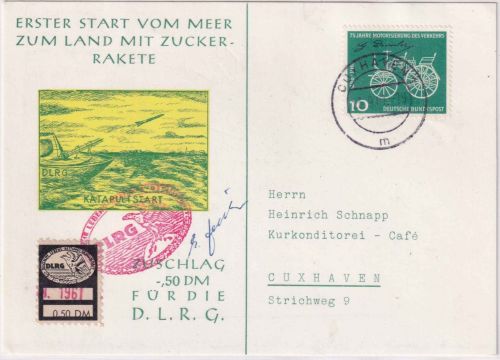 ERSTER START VOM MEER
ZUM LAND MIT ZUCKER-
RAKETE
DLRG
KATAPULTSTART
DLRG
DLRG
1961
0.50 DM
ZUSCHLAG
-,50 DM
FÜR DIE
D. L. R. G.
75 JAHRE MOTORISIERUNG DES VERKEHRS
10
DEUTSCHE BUNDESPOST
CUXHAVEN
m
Herrn
Heinrich Schnapp
Kurkonditorei - Café
CUXHAVEN
Strichweg 9